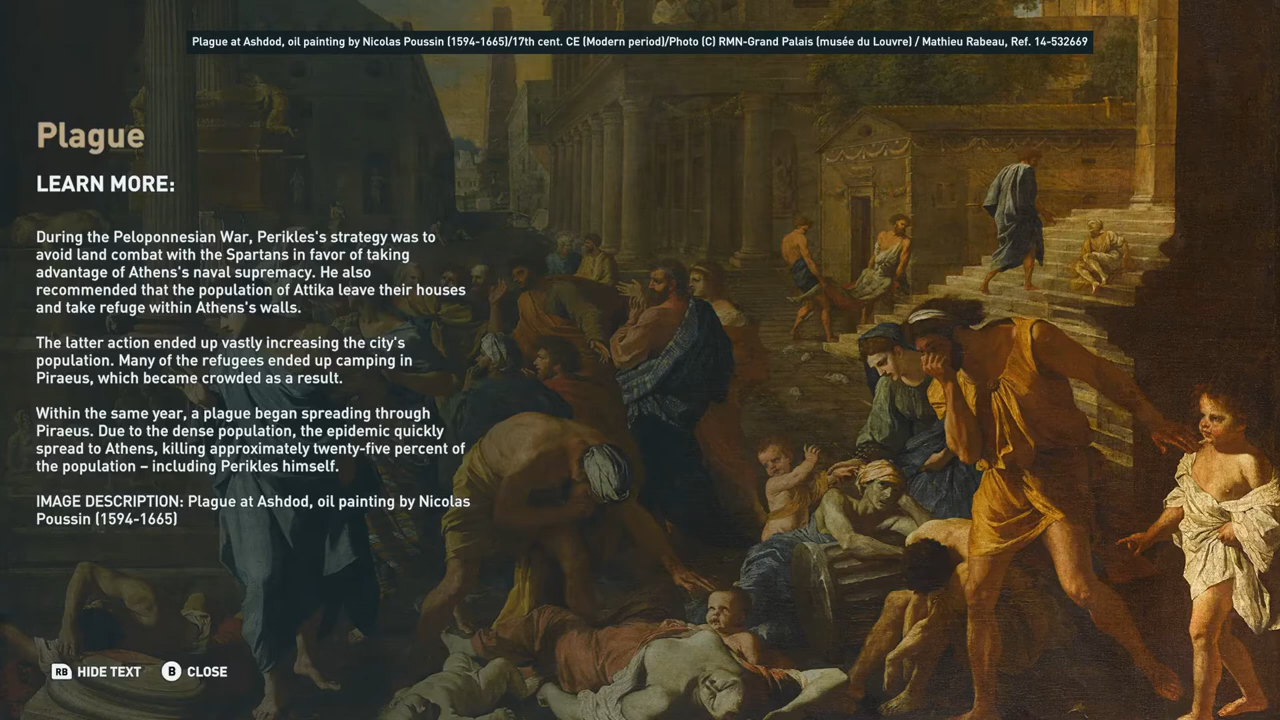 Plague at Ashdod, oil painting by Nicolas Poussin (1594-1665)/17th cent. CE (Modern period)/Photo (C) RMN-Grand Palais (musée du Louvre) / Mathieu Rabeau, Ref. 14-532669
Plague
LEARN MORE:
During the Peloponnesian War, Perikles's strategy was to
avoid land combat with the Spartans in favor of taking
advantage of Athens's naval supremacy. He also
recommended that the population of Attika leave their houses
and take refuge within Athens's walls.
The latter action ended up vastly increasing the city's
population. Many of the refugees ended up camping in
Piraeus, which became crowded as a result.
Within the same year, a plague began spreading through
Piraeus. Due to the dense population, the epidemic quickly
spread to Athens, killing approximately twenty-five percent of
the population – including Perikles himself.
IMAGE DESCRIPTION: Plague at Ashdod, oil painting by Nicolas
Poussin (1594-1665)
RB HIDE TEXT B CLOSE